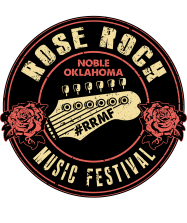 ROSE ROCK
NOBLE
OKLAHOMA
#RRMF
MUSIC FESTIVAL